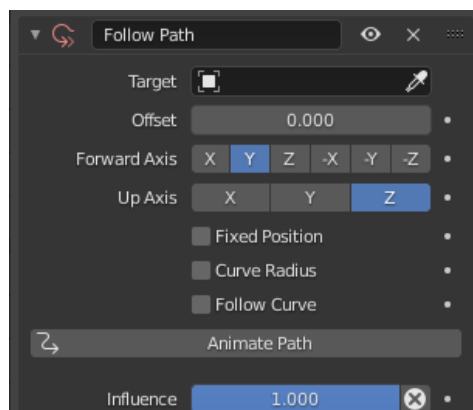 Follow Path
Target
Offset 0.000
Forward Axis X Y Z -X -Y -Z
Up Axis X Y Z
Fixed Position
Curve Radius
Follow Curve
Animate Path
Influence 1.000